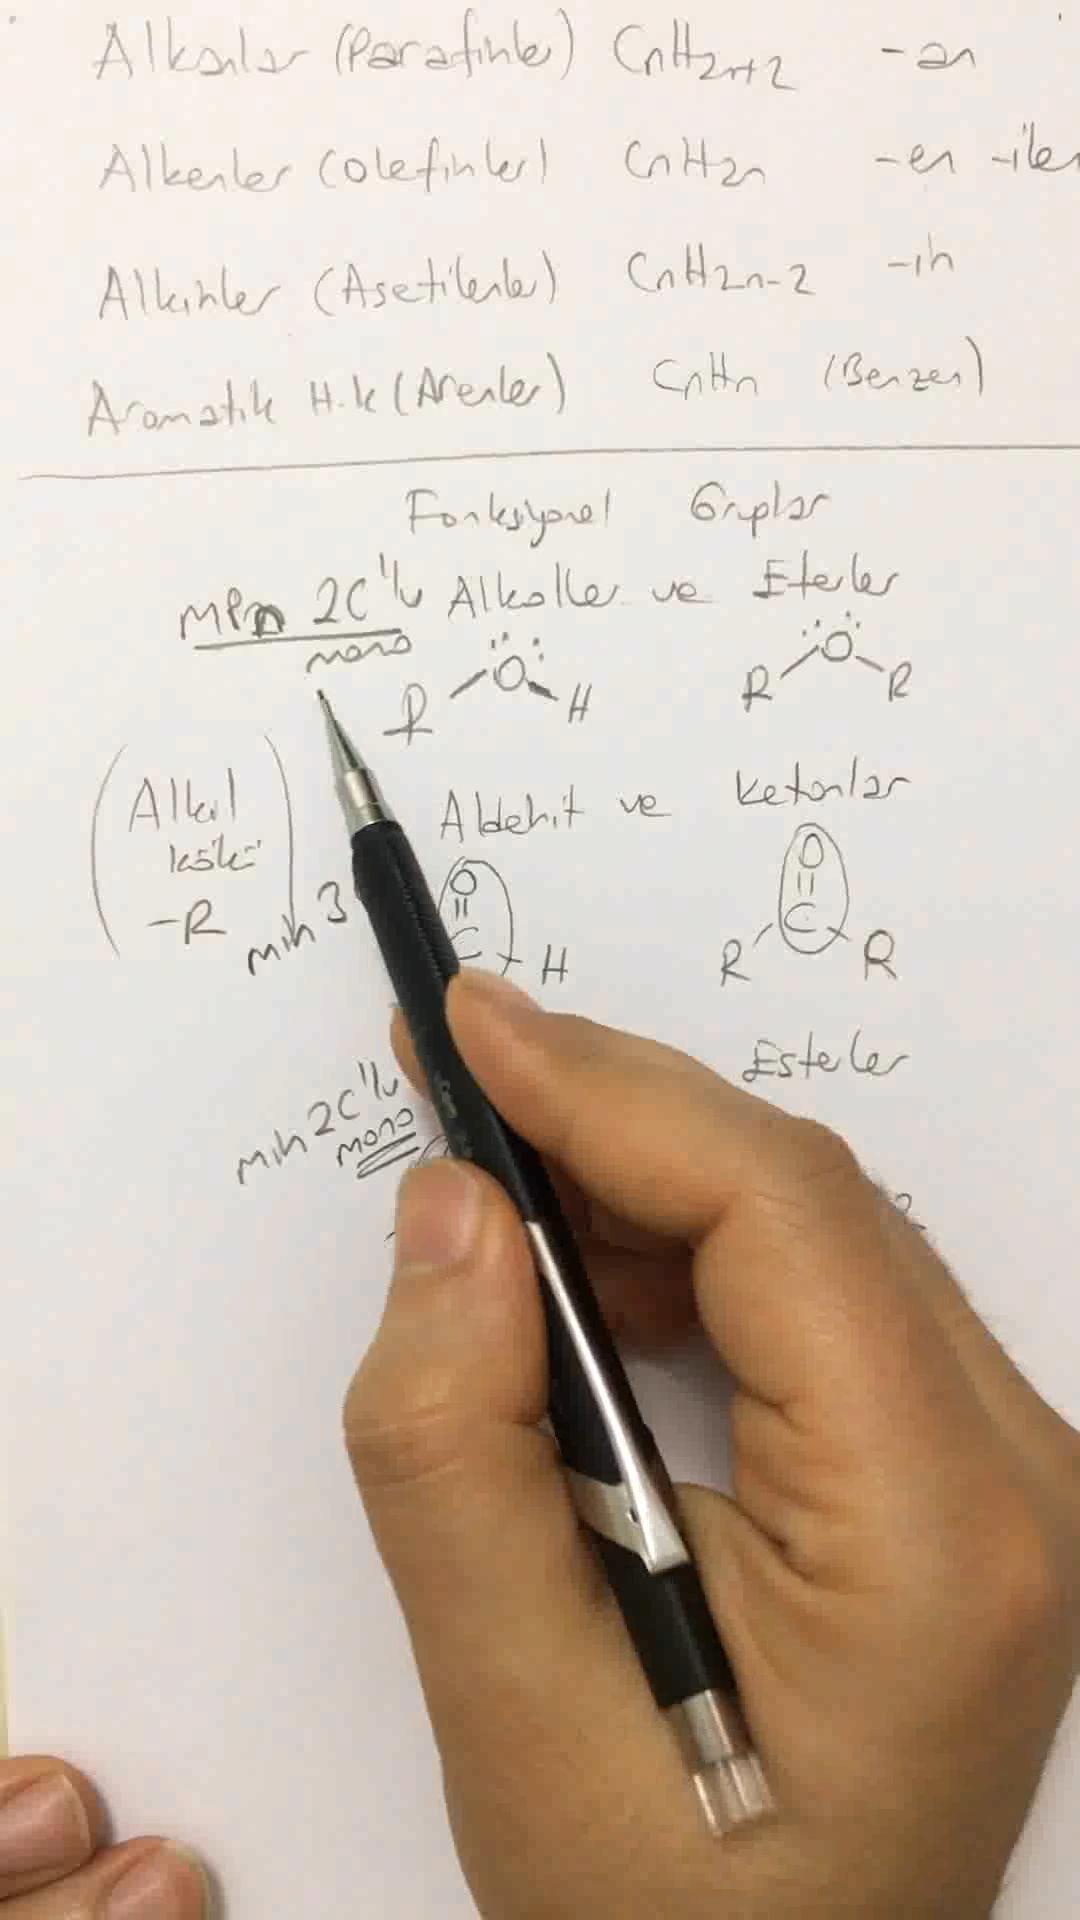 Alkanlar (Parafinler) CnH2n+2 -an
Alkenler (Olefinler) CnH2n -en -ilen
Alkinler (Asetilenler) CnH2n-2 -in
Aromatik H.k (Arenler) CnHn (Benzen)
Fonksiyonel Gruplar
2C'lu Alkoller ve Eterler
mono
R O H R O R
Alkil kökü -R
Aldehit ve Ketonlar
min 3
O C H
O C R R
Esterler
min 2C'lu
mono
2